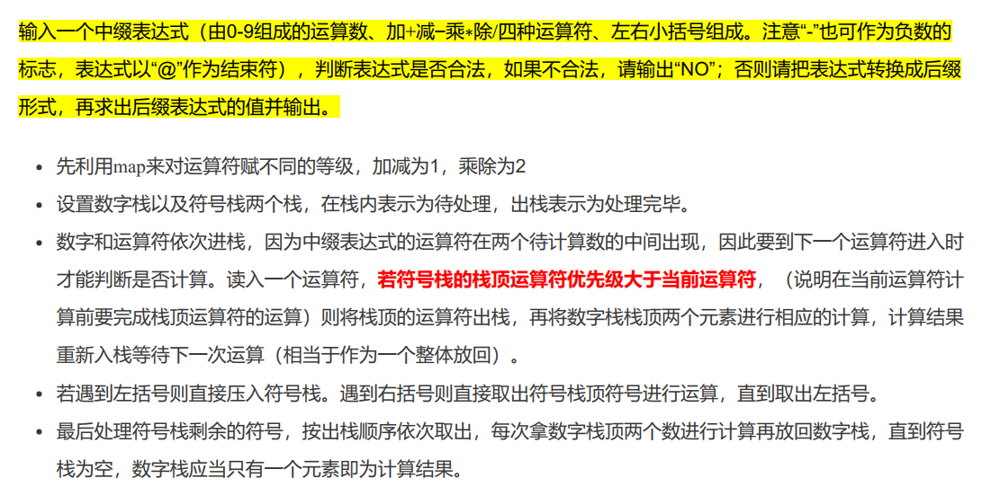 输入一个中缀表达式（由0-9组成的运算数、加+减−乘*除/四种运算符、左右小括号组成。注意“-”也可作为负数的
标志，表达式以“@”作为结束符），判断表达式是否合法，如果不合法，请输出“NO”；否则请把表达式转换成后缀
形式，再求出后缀表达式的值并输出。
• 先利用map来对运算符赋不同的等级，加减为1，乘除为2
• 设置数字栈以及符号栈两个栈，在栈内表示为待处理，出栈表示为处理完毕。
• 数字和运算符依次进栈，因为中缀表达式的运算符在两个待计算数的中间出现，因此要到下一个运算符进入时
才能判断是否计算。读入一个运算符，若符号栈的栈顶运算符优先级大于当前运算符，（说明在当前运算符计
算前要完成栈顶运算符的运算）则将栈顶的运算符出栈，再将数字栈栈顶两个元素进行相应的计算，计算结果
重新入栈等待下一次运算（相当于作为一个整体放回）。
• 若遇到左括号则直接压入符号栈。遇到右括号则直接取出符号栈顶符号进行运算，直到取出左括号。
• 最后处理符号栈剩余的符号，按出栈顺序依次取出，每次拿数字栈顶两个数进行计算再放回数字栈，直到符号
栈为空，数字栈应当只有一个元素即为计算结果。